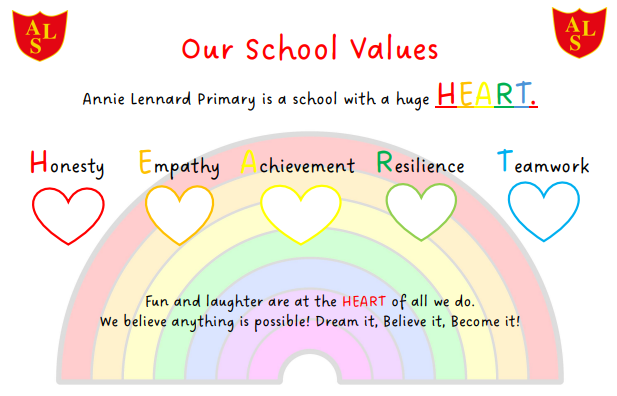 ALS
ALS
Our School Values
Annie Lennard Primary is a school with a huge HEART.
Honesty Empathy Achievement Resilience Teamwork
Fun and laughter are at the HEART of all we do.
We believe anything is possible! Dream it, Believe it, Become it!